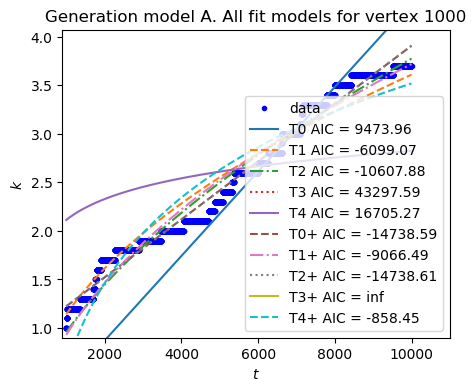 Generation model A. All fit models for vertex 1000
4.0
3.5
3.0
2.5
2.0
1.5
1.0
k
data
T0 AIC = 9473.96
T1 AIC = -6099.07
T2 AIC = -10607.88
T3 AIC = 43297.59
T4 AIC = 16705.27
T0+ AIC = -14738.59
T1+ AIC = -9066.49
T2+ AIC = -14738.61
T3+ AIC = inf
T4+ AIC = -858.45
2000 4000 6000 8000 10000
t